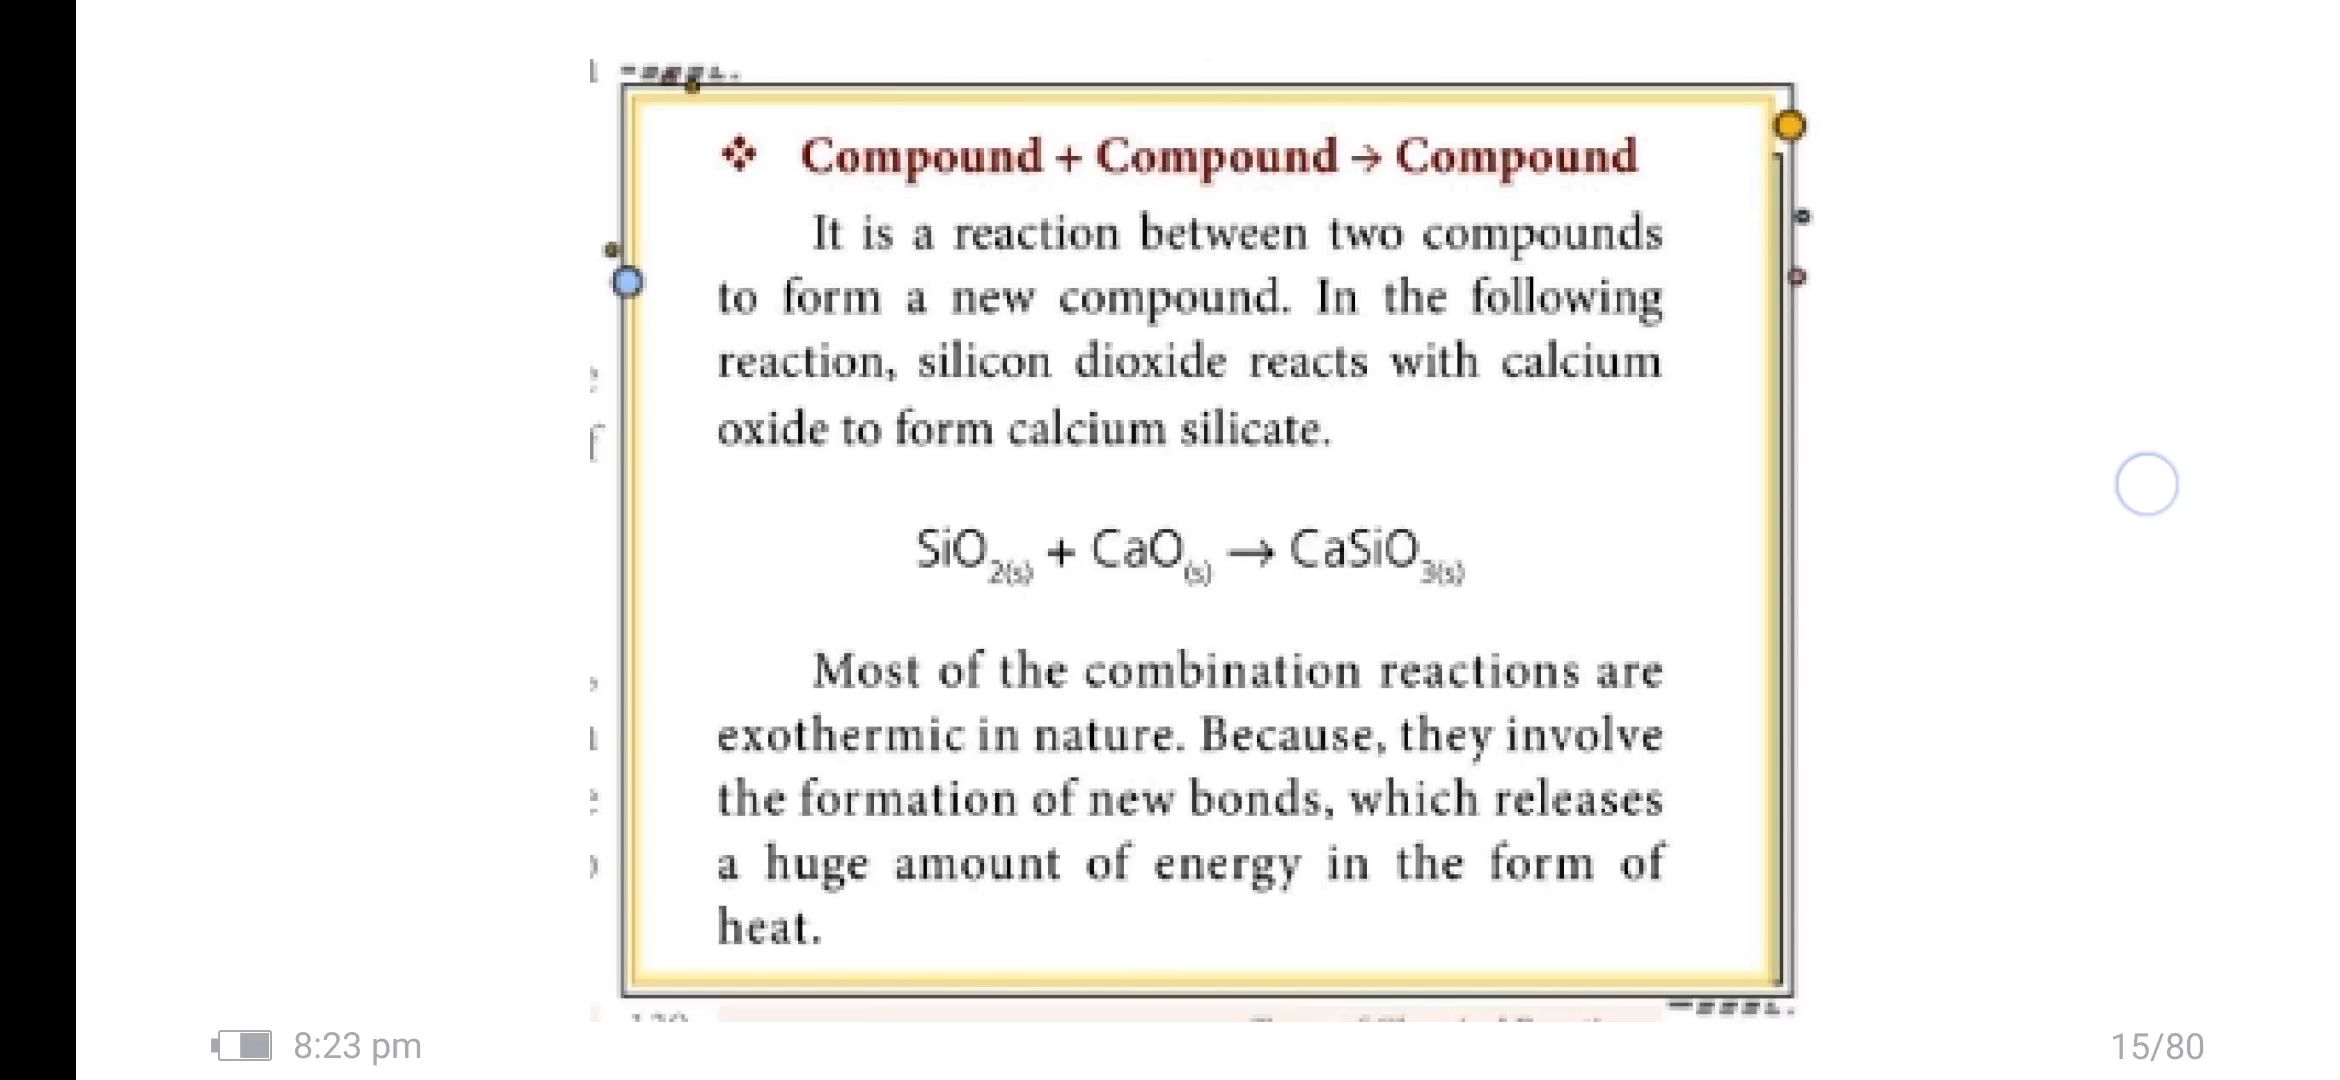 ❖ Compound + Compound → Compound
It is a reaction between two compounds
to form a new compound. In the following
reaction, silicon dioxide reacts with calcium
oxide to form calcium silicate.
SiO₂(s) + CaO(s) → CaSiO₃(s)
Most of the combination reactions are
exothermic in nature. Because, they involve
the formation of new bonds, which releases
a huge amount of energy in the form of
heat.
8:23 pm
15/80